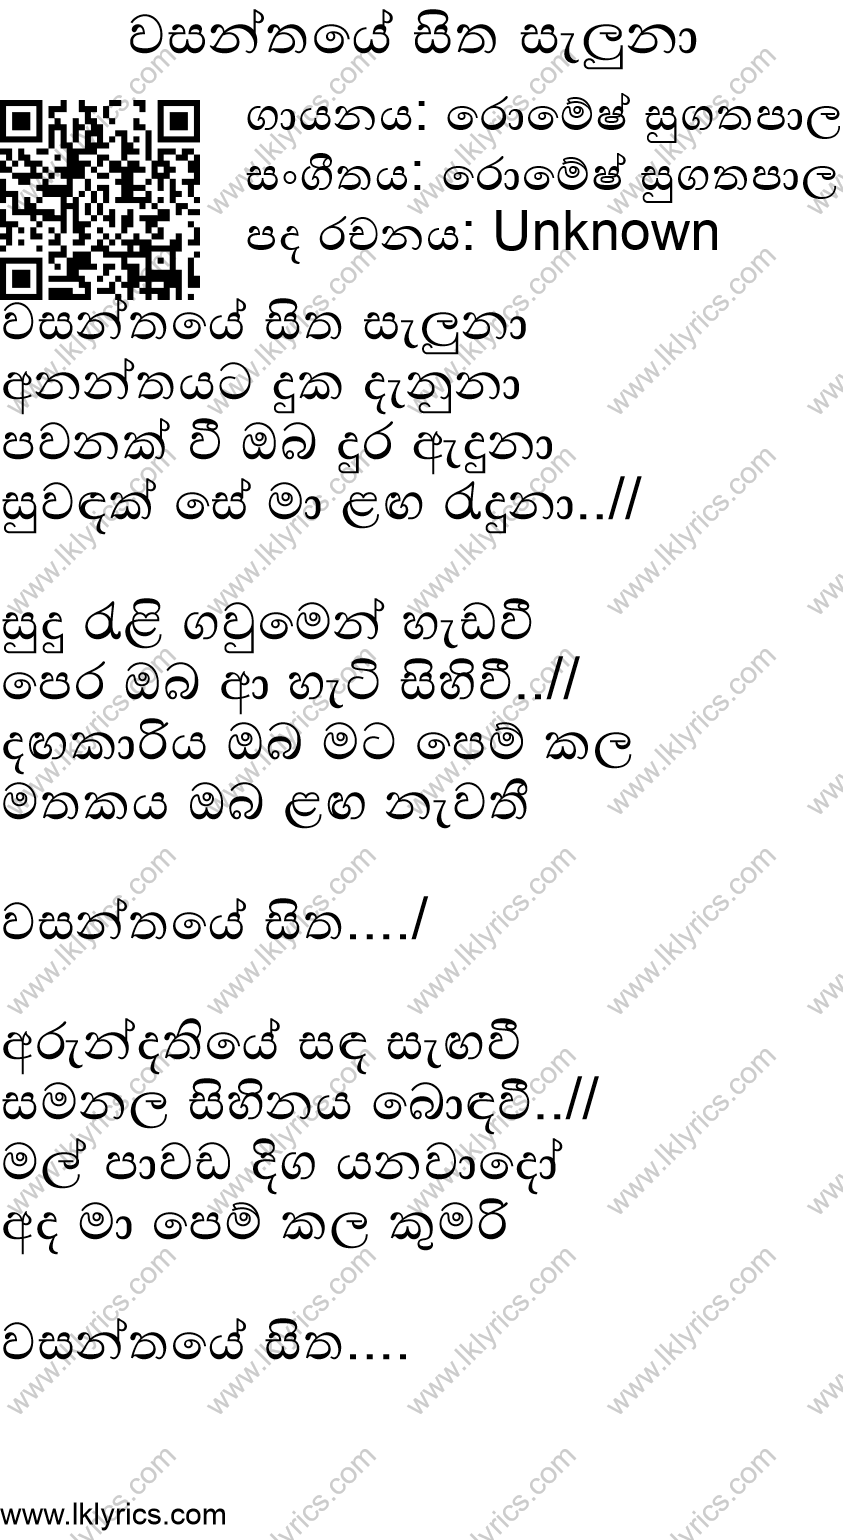 වසන්තයේ සිත සැලුනා
ගායනය: රොමේෂ් සුගතපාල
සංගීතය: රොමේෂ් සුගතපාල
පද රචනය: Unknown
වසන්තයේ සිත සැලුනා
අනන්තයට දුක දැනුනා
පවනක් වී ඔබ දුර ඇදුනා
සුවඳක් සේ මා ළඟ රැදුනා..//
සුදු රැළි ගවුමෙන් හැඩවී
පෙර ඔබ ආ හැටි සිහිවී..//
දඟකාරිය ඔබ මට පෙම් කල
මතකය ඔබ ළඟ නැවතී
වසන්තයේ සිත..../
අරුන්දතියේ සඳ සැඟවී
සමනල සිහිනය බොඳවී..//
මල් පාවඩ දිග යනවාදෝ
අද මා පෙම් කල කුමරි
වසන්තයේ සිත....
www.lklyrics.com